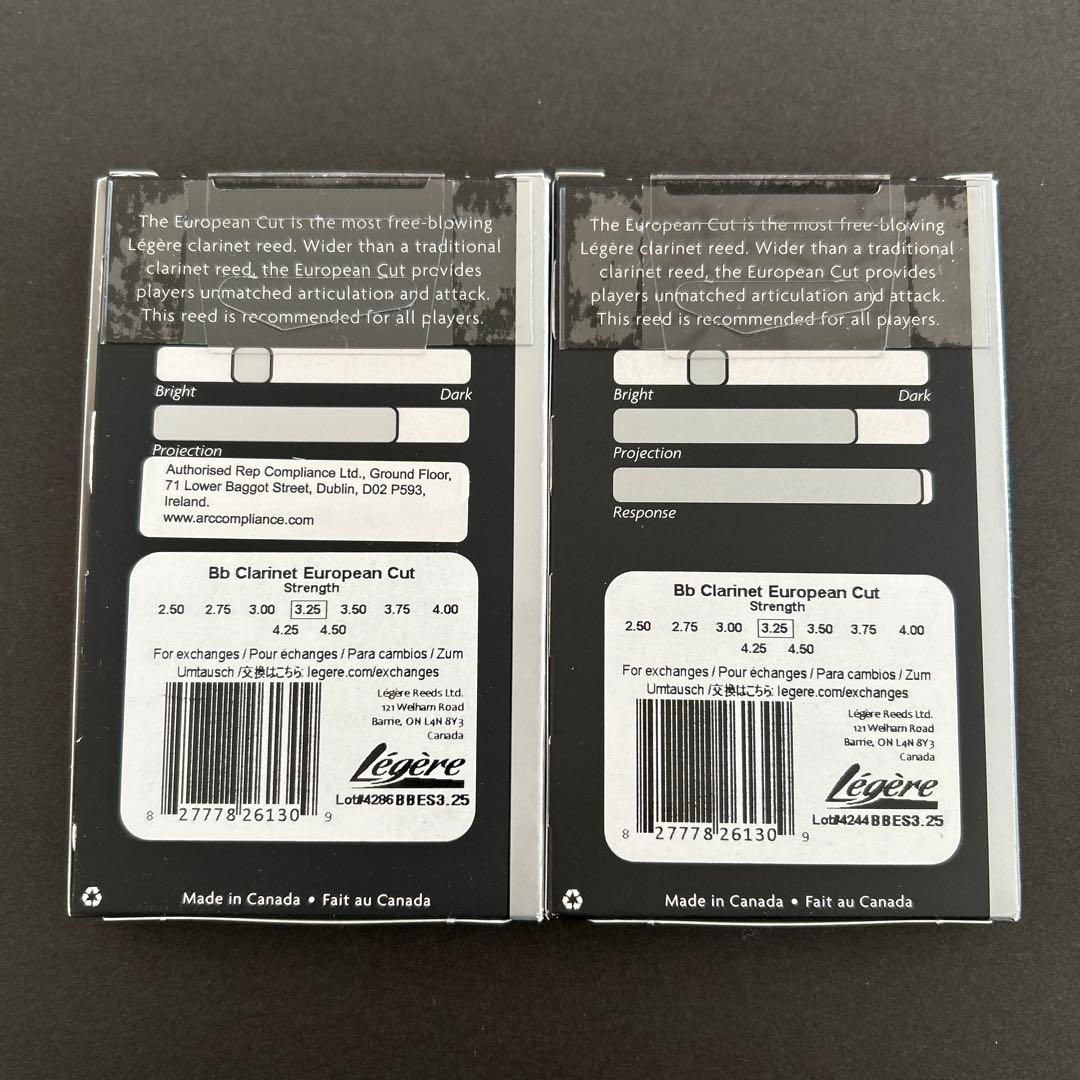 The European Cut is the most free-blowing
Légère clarinet reed. Wider than a traditional
clarinet reed, the European Cut provides
players unmatched articulation and attack.
This reed is recommended for all players.
Bright Dark
Projection
Authorised Rep Compliance Ltd., Ground Floor,
71 Lower Baggot Street, Dublin, D02 P593,
Ireland.
www.arccompliance.com
Bb Clarinet European Cut
Strength
2.50 2.75 3.00 3.25 3.50 3.75 4.00
4.25 4.50
For exchanges / Pour échanges / Para cambios / Zum
Umtausch /交換はこちら: legere.com/exchanges
Légère Reeds Ltd.
121 Welham Road
Barrie, ON L4N 8Y3
Canada
Légère
Lot#4286 BBES3.25
8 27778 26130 9
Made in Canada • Fait au Canada
The European Cut is the most free-blowing
Légère clarinet reed. Wider than a traditional
clarinet reed, the European Cut provides
players unmatched articulation and attack.
This reed is recommended for all players.
Bright Dark
Projection
Response
Bb Clarinet European Cut
Strength
2.50 2.75 3.00 3.25 3.50 3.75 4.00
4.25 4.50
For exchanges / Pour échanges / Para cambios / Zum
Umtausch /交換はこちら: legere.com/exchanges
Légère Reeds Ltd.
121 Welham Road
Barrie, ON L4N 8Y3
Canada
Légère
Lot#4244 BBES3.25
8 27778 26130 9
Made in Canada • Fait au Canada